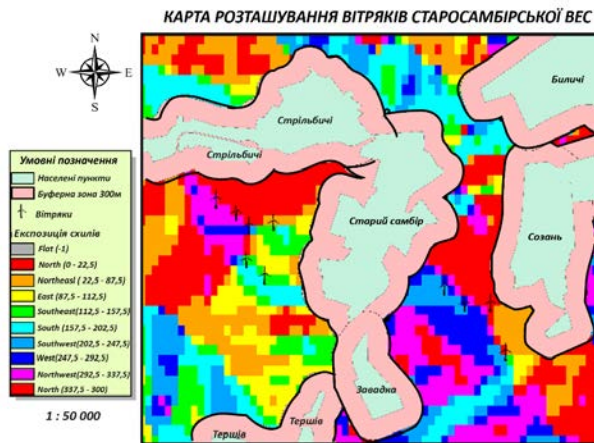 КАРТА РОЗТАШУВАННЯ ВІТРЯКІВ СТАРОСАМБІРСЬКОЇ ВЕС
N
W E
S
Биличі
Стрільбичі
Стрільбичі
Старий самбір
Созань
Завадка
Тершів
Тершів
Умовні позначення
Населені пункти
Буферна зона 300м
Вітряки
Експозиція схилів
Flat (-1)
North (0 - 22,5)
Northeast ( 22,5 - 87,5)
East (87,5 - 112,5)
Southeast(112,5 - 157,5)
South (157,5 - 202,5)
Southwest(202,5 - 247,5)
West(247,5 - 292,5)
Northwest(292,5 - 337,5)
North (337,5 - 300)
1 : 50 000